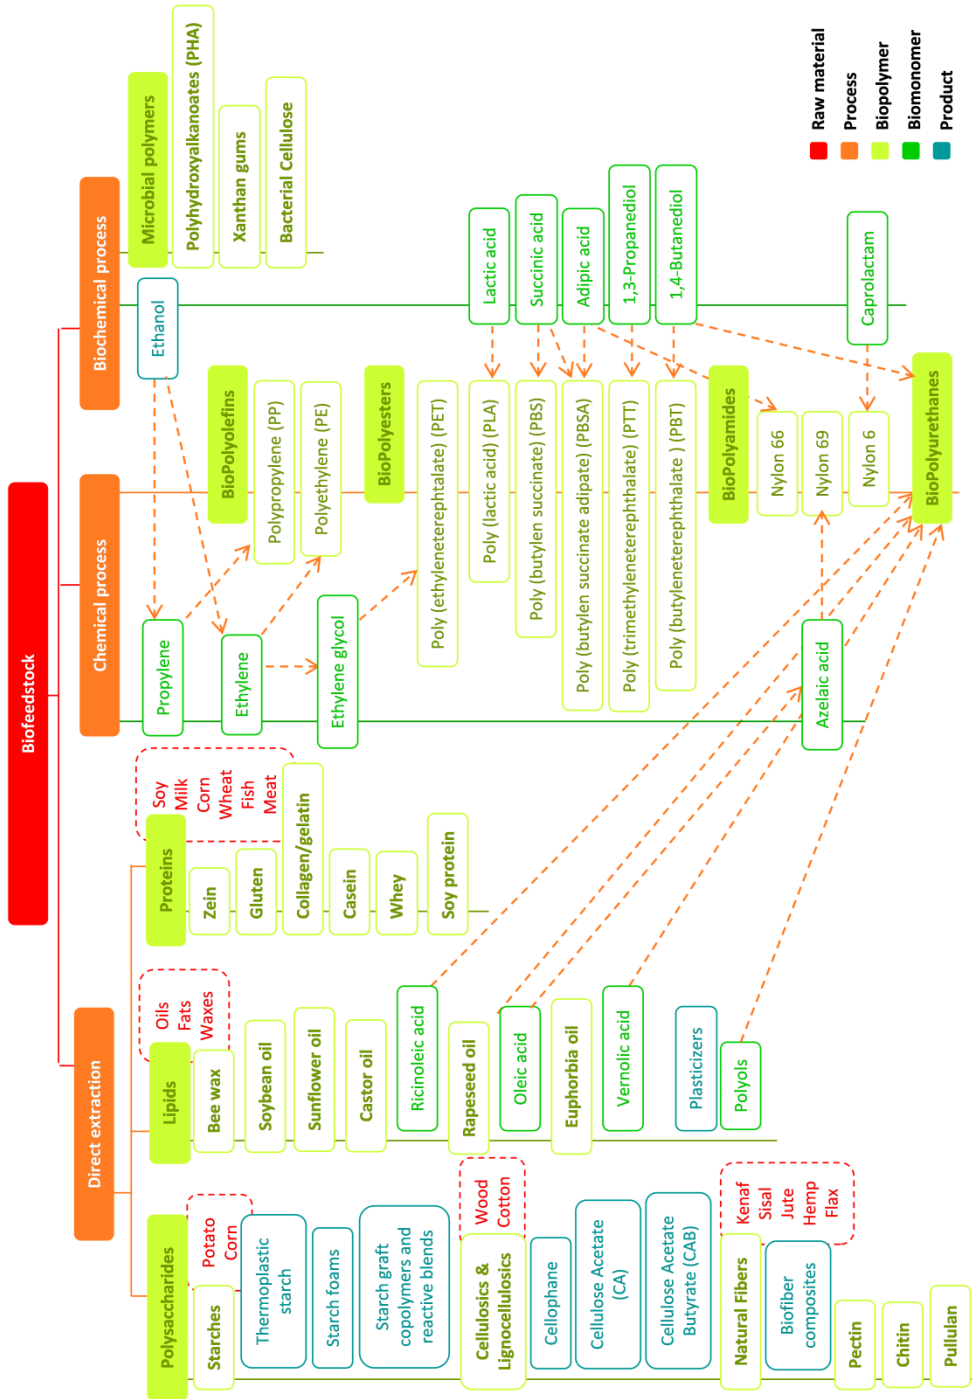 Biofeedstock
Direct extraction
Chemical process
Biochemical process
Polysaccharides
Starches
Potato
Corn
Thermoplastic
starch
Starch foams
Starch graft
copolymers and
reactive blends
Cellulosics &
Lignocellulosics
Wood
Cotton
Cellophane
Cellulose Acetate
(CA)
Cellulose Acetate
Butyrate (CAB)
Natural Fibers
Kenaf
Sisal
Jute
Hemp
Flax
Biofiber
composites
Pectin
Chitin
Pullulan
Lipids
Oils
Fats
Waxes
Bee wax
Soybean oil
Sunflower oil
Castor oil
Ricinoleic acid
Rapeseed oil
Oleic acid
Euphorbia oil
Vernolic acid
Plasticizers
Polyols
Proteins
Soy
Milk
Corn
Wheat
Fish
Meat
Zein
Gluten
Collagen/gelatin
Casein
Whey
Soy protein
Propylene
Ethylene
Ethylene glycol
Azelaic acid
BioPolyolefins
Polypropylene (PP)
Polyethylene (PE)
BioPolyesters
Poly (ethyleneterephtalate) (PET)
Poly (lactic acid) (PLA)
Poly (butylen succinate) (PBS)
Poly (butylen succinate adipate) (PBSA)
Poly (trimethyleneterephthalate) (PTT)
Poly (butyleneterephthalate ) (PBT)
BioPolyamides
Nylon 66
Nylon 69
Nylon 6
BioPolyurethanes
Ethanol
Lactic acid
Succinic acid
Adipic acid
1,3-Propanediol
1,4-Butanediol
Caprolactam
Microbial polymers
Polyhydroxyalkanoates (PHA)
Xanthan gums
Bacterial Cellulose
Raw material
Process
Biopolymer
Biomonomer
Product